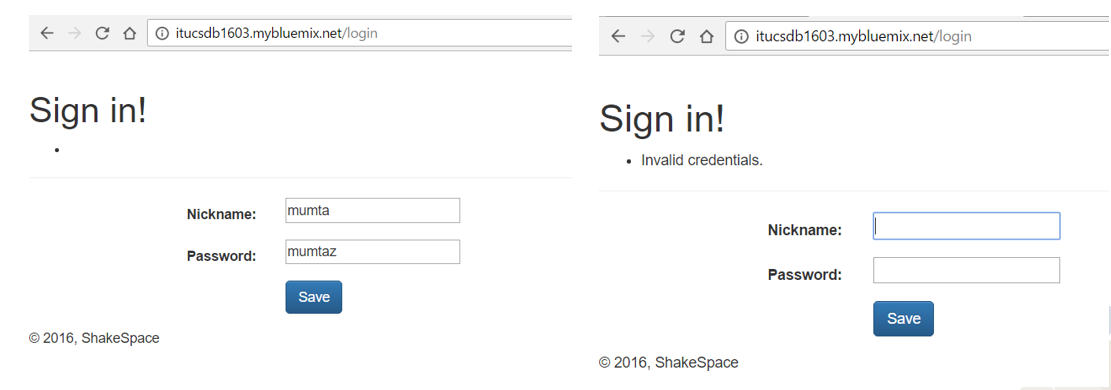 itucsdb1603.mybluemix.net/login
Sign in!
•
Nickname: mumta
Password: mumtaz
Save
© 2016, ShakeSpace
itucsdb1603.mybluemix.net/login
Sign in!
• Invalid credentials.
Nickname:
Password:
Save
© 2016, ShakeSpace